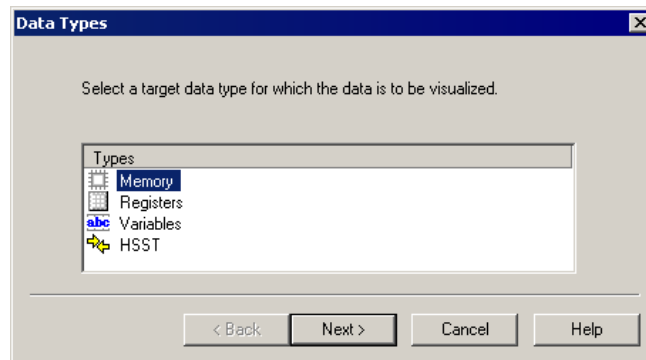 Data Types
Select a target data type for which the data is to be visualized.
Types
Memory
Registers
abc Variables
HSST
< Back Next > Cancel Help